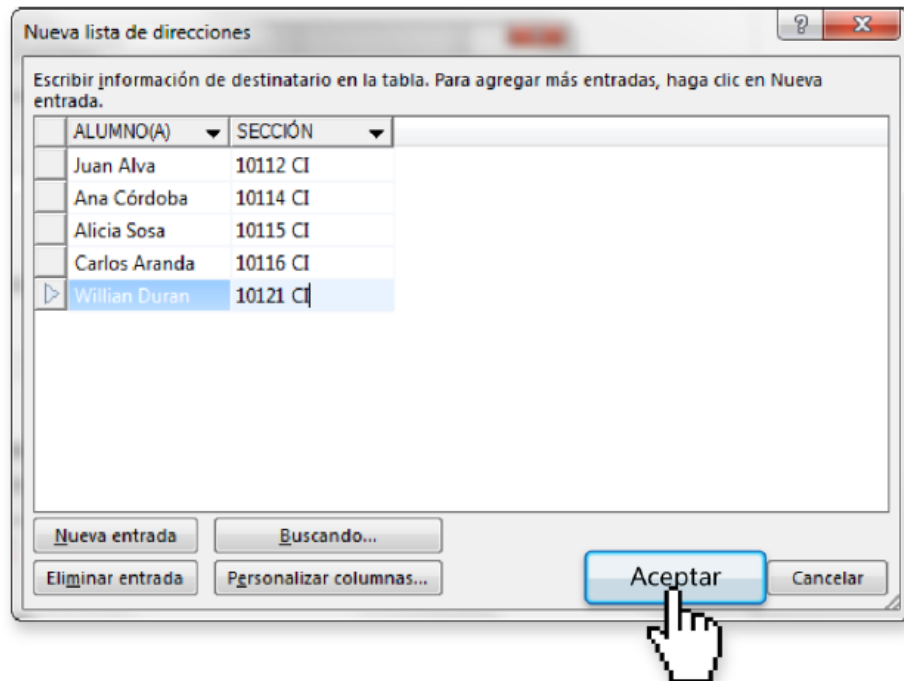 Nueva lista de direcciones
Escribir información de destinatario en la tabla. Para agregar más entradas, haga clic en Nueva
entrada.
ALUMNO(A) SECCIÓN
Juan Alva 10112 CI
Ana Córdoba 10114 CI
Alicia Sosa 10115 CI
Carlos Aranda 10116 CI
Willian Duran 10121 CI
Nueva entrada Buscando...
Eliminar entrada Personalizar columnas... Aceptar Cancelar